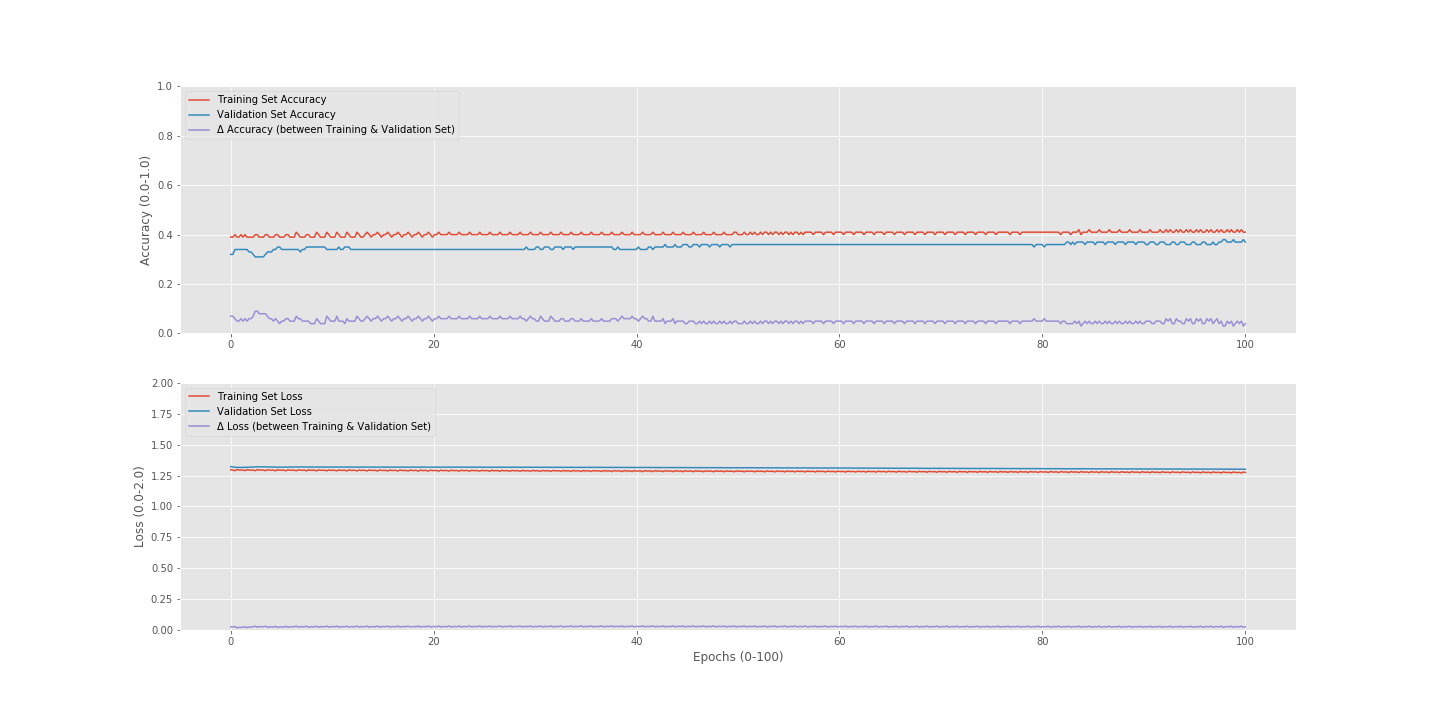 1.0
0.8
0.6
0.4
0.2
0.0
Accuracy (0.0-1.0)
Training Set Accuracy
Validation Set Accuracy
Δ Accuracy (between Training & Validation Set)
0 20 40 60 80 100
2.00
1.75
1.50
1.25
1.00
0.75
0.50
0.25
0.00
Loss (0.0-2.0)
Training Set Loss
Validation Set Loss
Δ Loss (between Training & Validation Set)
0 20 40 60 80 100
Epochs (0-100)